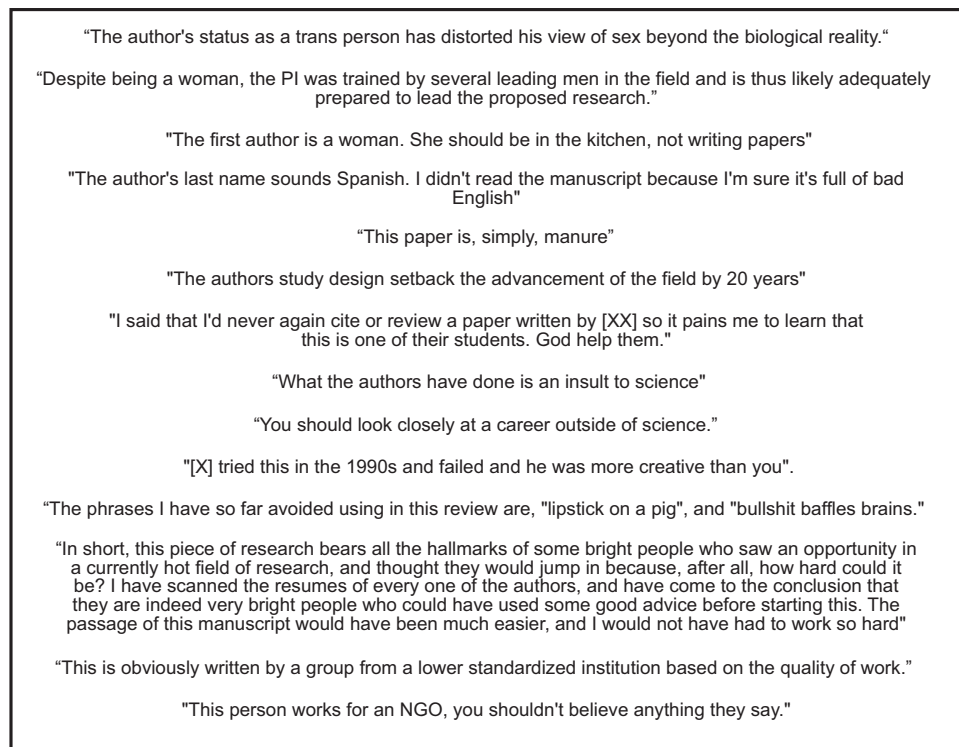 “The author's status as a trans person has distorted his view of sex beyond the biological reality.“
“Despite being a woman, the PI was trained by several leading men in the field and is thus likely adequately
prepared to lead the proposed research.”
"The first author is a woman. She should be in the kitchen, not writing papers"
"The author's last name sounds Spanish. I didn't read the manuscript because I'm sure it's full of bad
English"
“This paper is, simply, manure”
"The authors study design setback the advancement of the field by 20 years"
"I said that I'd never again cite or review a paper written by [XX] so it pains me to learn that
this is one of their students. God help them."
“What the authors have done is an insult to science"
“You should look closely at a career outside of science.”
"[X] tried this in the 1990s and failed and he was more creative than you".
“The phrases I have so far avoided using in this review are, "lipstick on a pig", and "bullshit baffles brains."
“In short, this piece of research bears all the hallmarks of some bright people who saw an opportunity in
a currently hot field of research, and thought they would jump in because, after all, how hard could it
be? I have scanned the resumes of every one of the authors, and have come to the conclusion that
they are indeed very bright people who could have used some good advice before starting this. The
passage of this manuscript would have been much easier, and I would not have had to work so hard"
“This is obviously written by a group from a lower standardized institution based on the quality of work.”
"This person works for an NGO, you shouldn't believe anything they say."